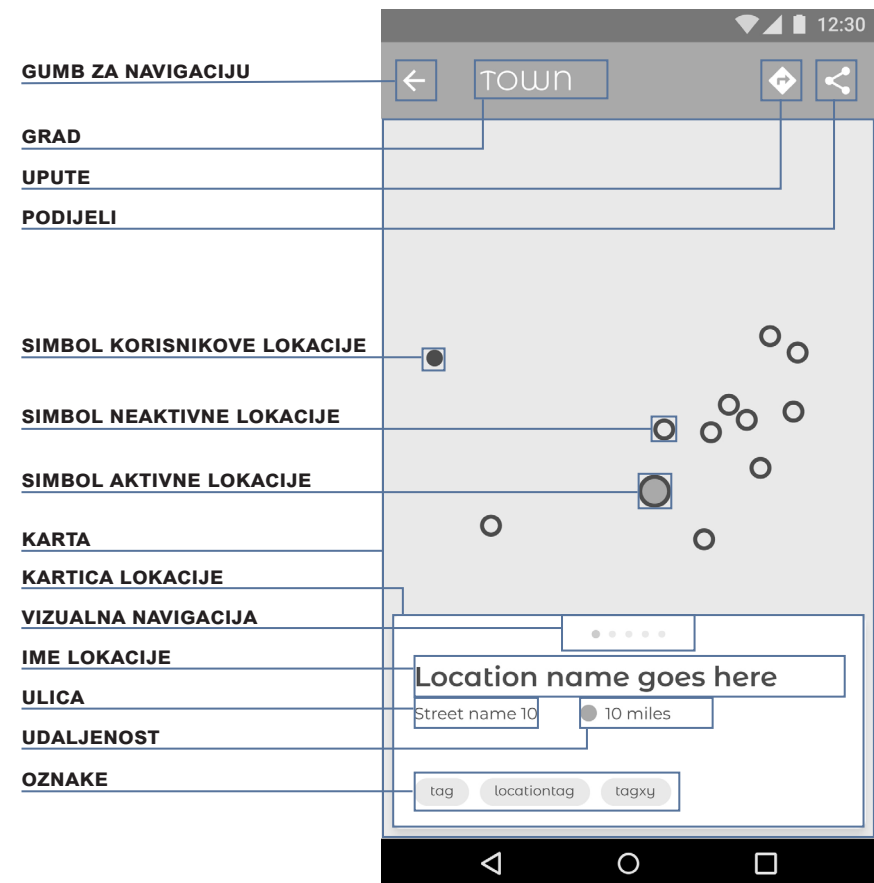 12:30
GUMB ZA NAVIGACIJU
TOWN
GRAD
UPUTE
PODIJELI
SIMBOL KORISNIKOVE LOKACIJE
SIMBOL NEAKTIVNE LOKACIJE
SIMBOL AKTIVNE LOKACIJE
KARTA
KARTICA LOKACIJE
VIZUALNA NAVIGACIJA
IME LOKACIJE
Location name goes here
ULICA
Street name 10
10 miles
UDALJENOST
OZNAKE
tag
locationtag
tagxy